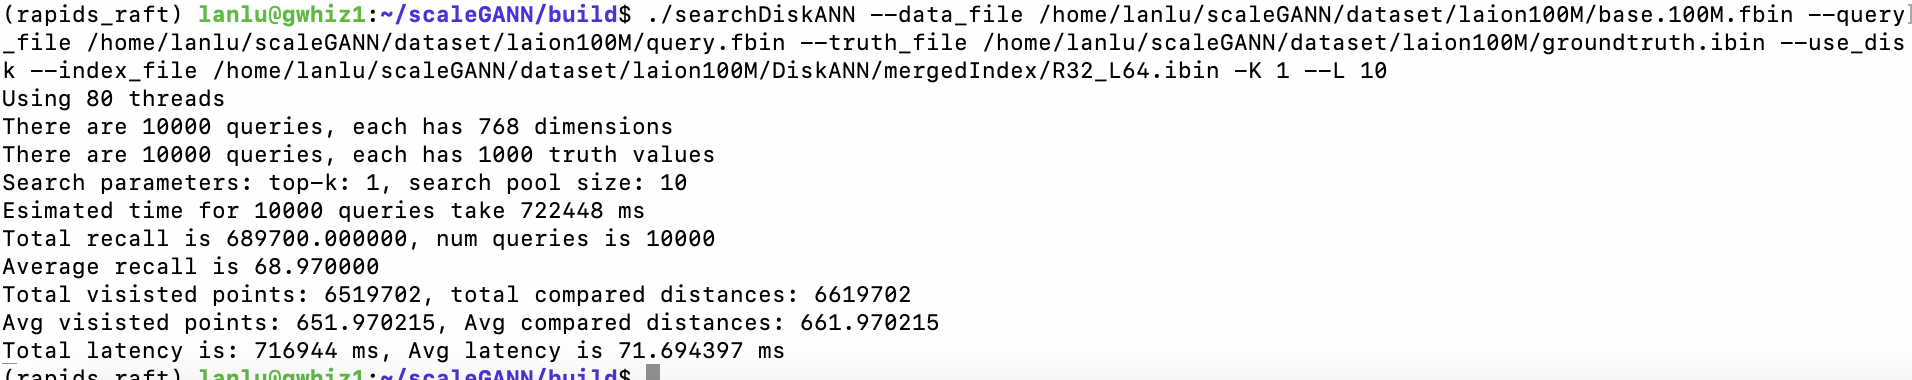 (rapids_raft) lanlu@gwhiz1:~/scaleGANN/build$ ./searchDiskANN --data_file /home/lanlu/scaleGANN/dataset/laion100M/base.100M.fbin --query]
_file /home/lanlu/scaleGANN/dataset/laion100M/query.fbin --truth_file /home/lanlu/scaleGANN/dataset/laion100M/groundtruth.ibin --use_dis
k --index_file /home/lanlu/scaleGANN/dataset/laion100M/DiskANN/mergedIndex/R32_L64.ibin -K 1 --L 10
Using 80 threads
There are 10000 queries, each has 768 dimensions
There are 10000 queries, each has 1000 truth values
Search parameters: top-k: 1, search pool size: 10
Esimated time for 10000 queries take 722448 ms
Total recall is 689700.000000, num queries is 10000
Average recall is 68.970000
Total visisted points: 6519702, total compared distances: 6619702
Avg visisted points: 651.970215, Avg compared distances: 661.970215
Total latency is: 716944 ms, Avg latency is 71.694397 ms
(rapids_raft) lanlu@gwhiz1:~/scaleGANN/build$